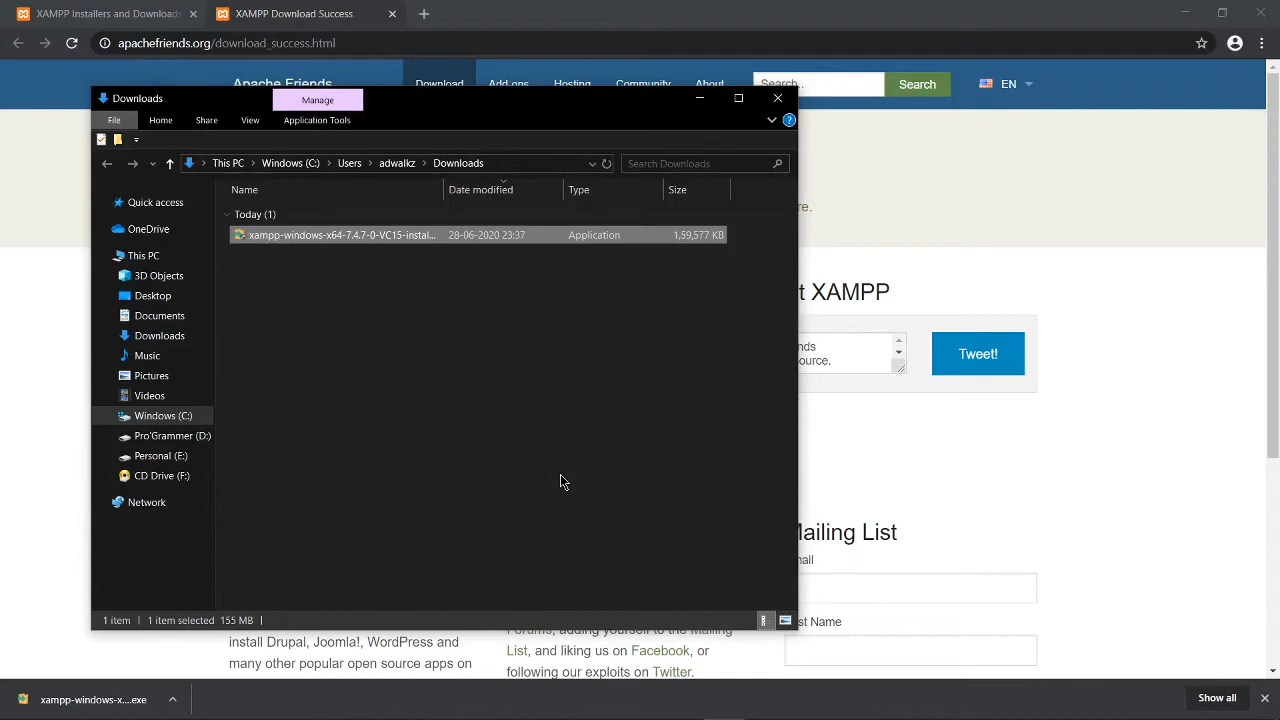 XAMPP Installers and Downloads
XAMPP Download Success
apachefriends.org/download_success.html
Apache Friends
Download
Add-ons
Hosting
Community
About
Search...
Search
EN
Downloads
Manage
File
Home
Share
View
Application Tools
This PC > Windows (C:) > Users > adwalkz > Downloads
Search Downloads
Name
Date modified
Type
Size
Today (1)
xampp-windows-x64-7.4.7-0-VC15-instal...
28-06-2020 23:37
Application
1,59,577 KB
Quick access
OneDrive
This PC
3D Objects
Desktop
Documents
Downloads
Music
Pictures
Videos
Windows (C:)
Pro'Grammer (D:)
Personal (E:)
CD Drive (F:)
Network
1 item
1 item selected 155 MB
re.
t XAMPP
nds
ource.
Tweet!
Mailing List
mail
st Name
install Drupal, Joomla!, WordPress and
many other popular open source apps on
Forums, adding yourself to the Mailing
List, and liking us on Facebook, or
following our exploits on Twitter.
xampp-windows-x....exe
Show all